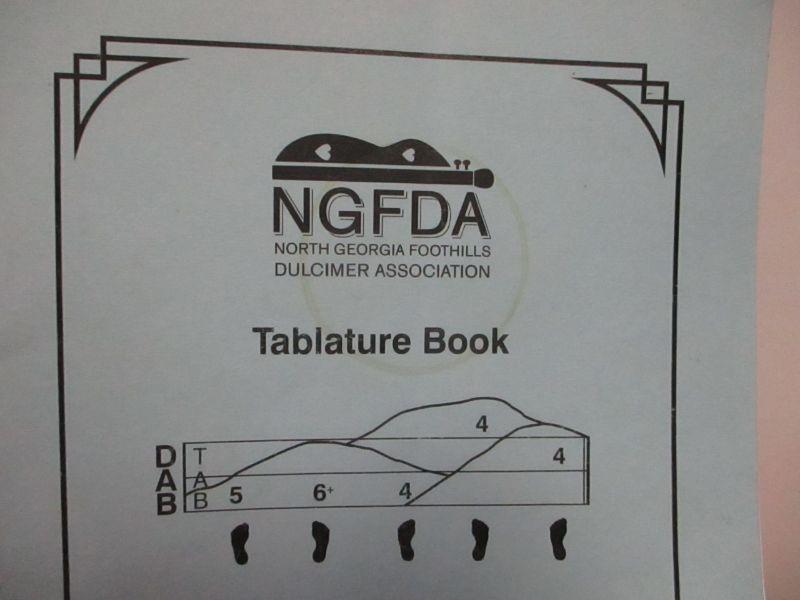 NGFDA
NORTH GEORGIA FOOTHILLS
DULCIMER ASSOCIATION
Tablature Book
4
D T 4
A A
B B 5 6+ 4